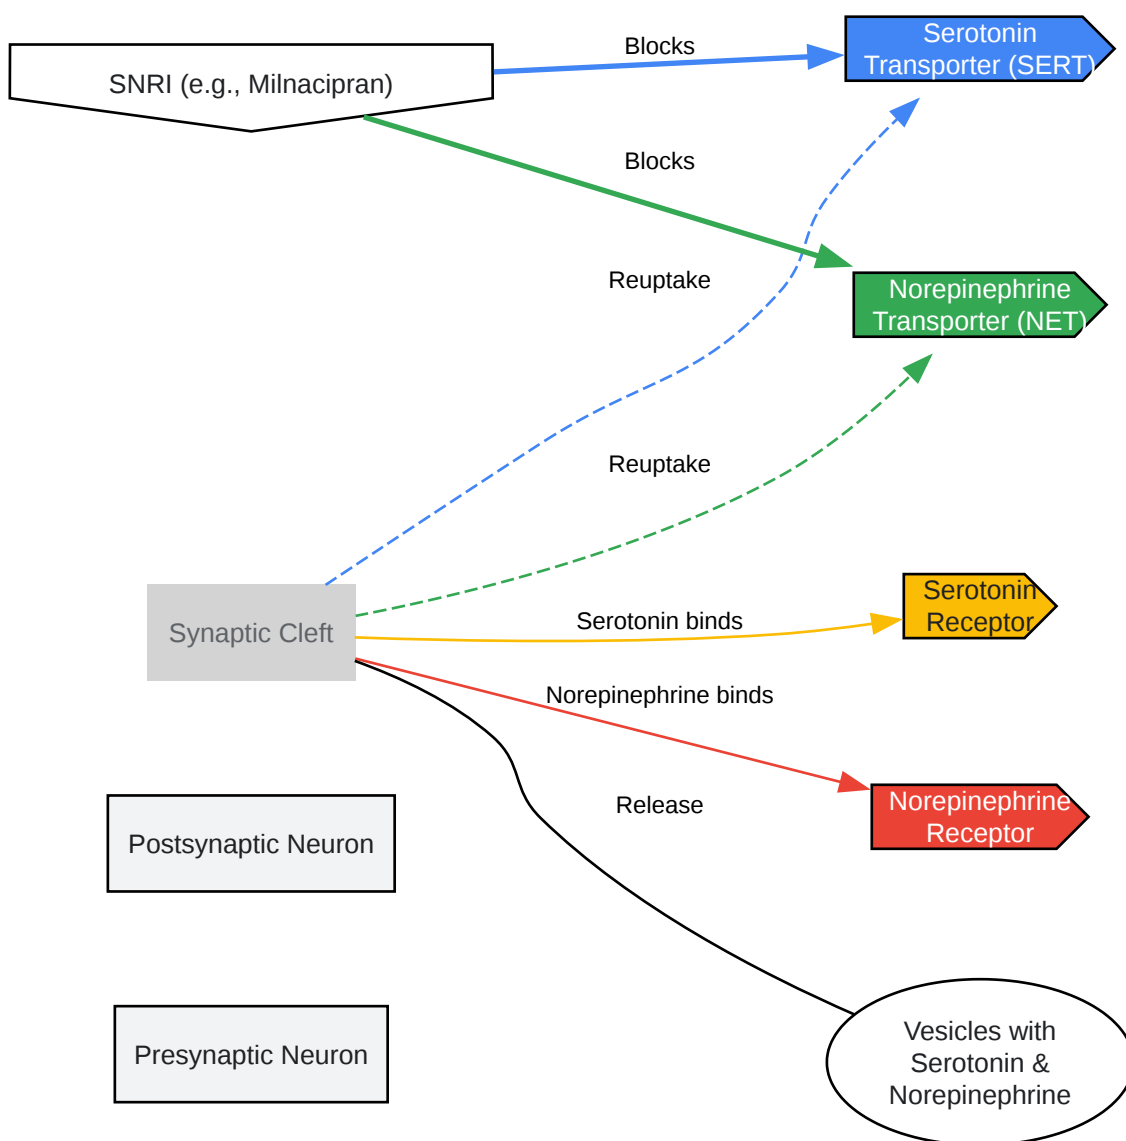 Serotonin
Transporter (SERT)
Blocks
SNRI (e.g., Milnacipran)
Blocks
Reuptake
Norepinephrine
Transporter (NET)
Reuptake
Serotonin
Receptor
Serotonin binds
Synaptic Cleft
Norepinephrine binds
Release
Norepinephrine
Receptor
Postsynaptic Neuron
Presynaptic Neuron
Vesicles with
Serotonin &
Norepinephrine